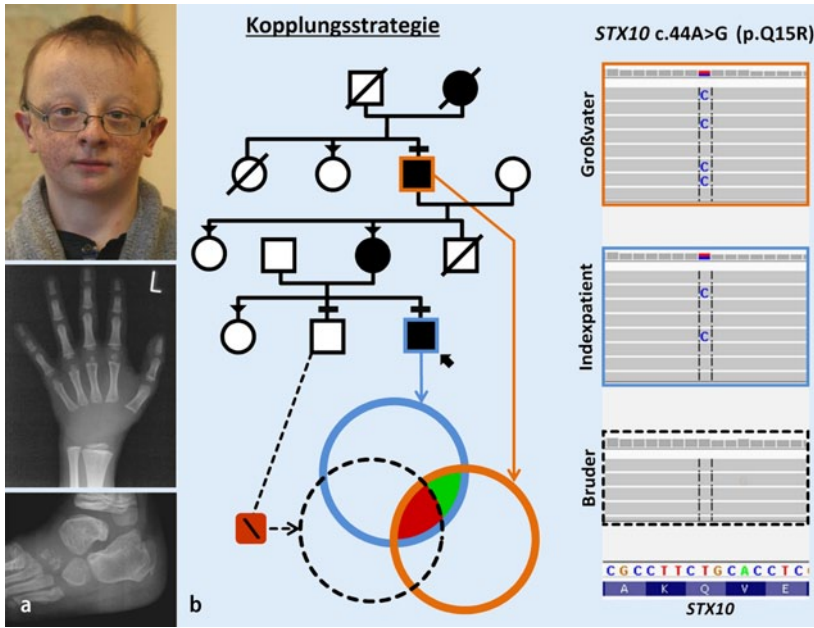 Kopplungsstrategie
STX10 c.44A>G (p.Q15R)
Großvater
C
C
C
C
Indexpatient
C
C
Bruder
L
C G C C T T C T G C A C C T C
A K Q V E
STX10
a
b